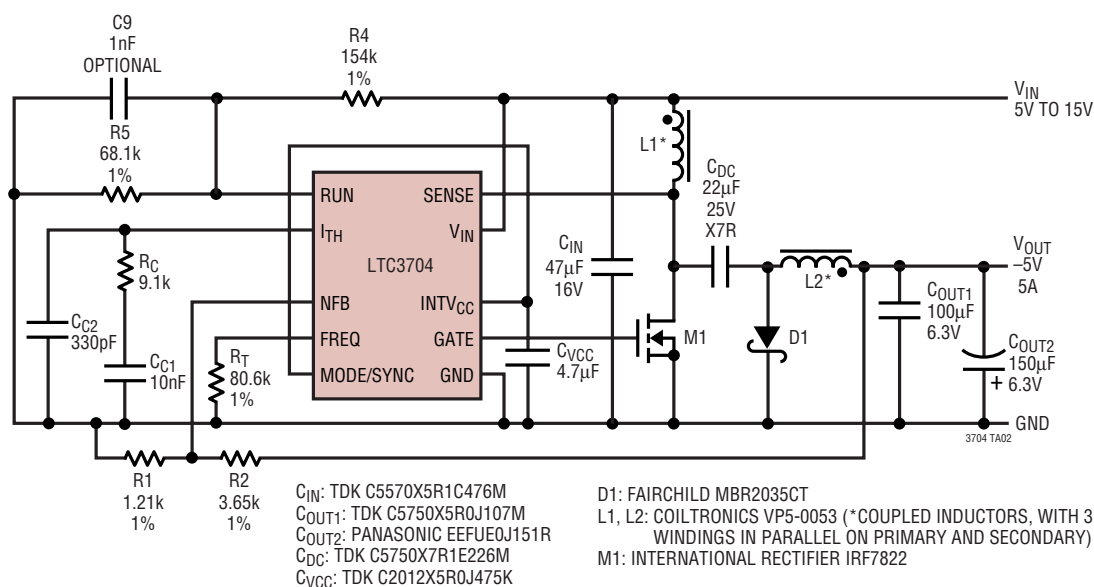 C9
1nF
OPTIONAL
R4
154k
1%
VIN
5V TO 15V
R5
68.1k
1%
L1*
CDC
22µF
25V
X7R
RUN
SENSE
ITH
VIN
LTC3704
NFB
INTVCC
FREQ
GATE
MODE/SYNC
GND
RC
9.1k
CC2
330pF
CC1
10nF
RT
80.6k
1%
CVCC
4.7µF
CIN
47µF
16V
M1
D1
L2*
VOUT
–5V
5A
COUT1
100µF
6.3V
COUT2
150µF
+ 6.3V
GND
3704 TA02
R1
1.21k
1%
R2
3.65k
1%
CIN: TDK C5570X5R1C476M
COUT1: TDK C5750X5R0J107M
COUT2: PANASONIC EEFUE0J151R
CDC: TDK C5750X7R1E226M
CVCC: TDK C2012X5R0J475K
D1: FAIRCHILD MBR2035CT
L1, L2: COILTRONICS VP5-0053 (*COUPLED INDUCTORS, WITH 3
WINDINGS IN PARALLEL ON PRIMARY AND SECONDARY)
M1: INTERNATIONAL RECTIFIER IRF7822